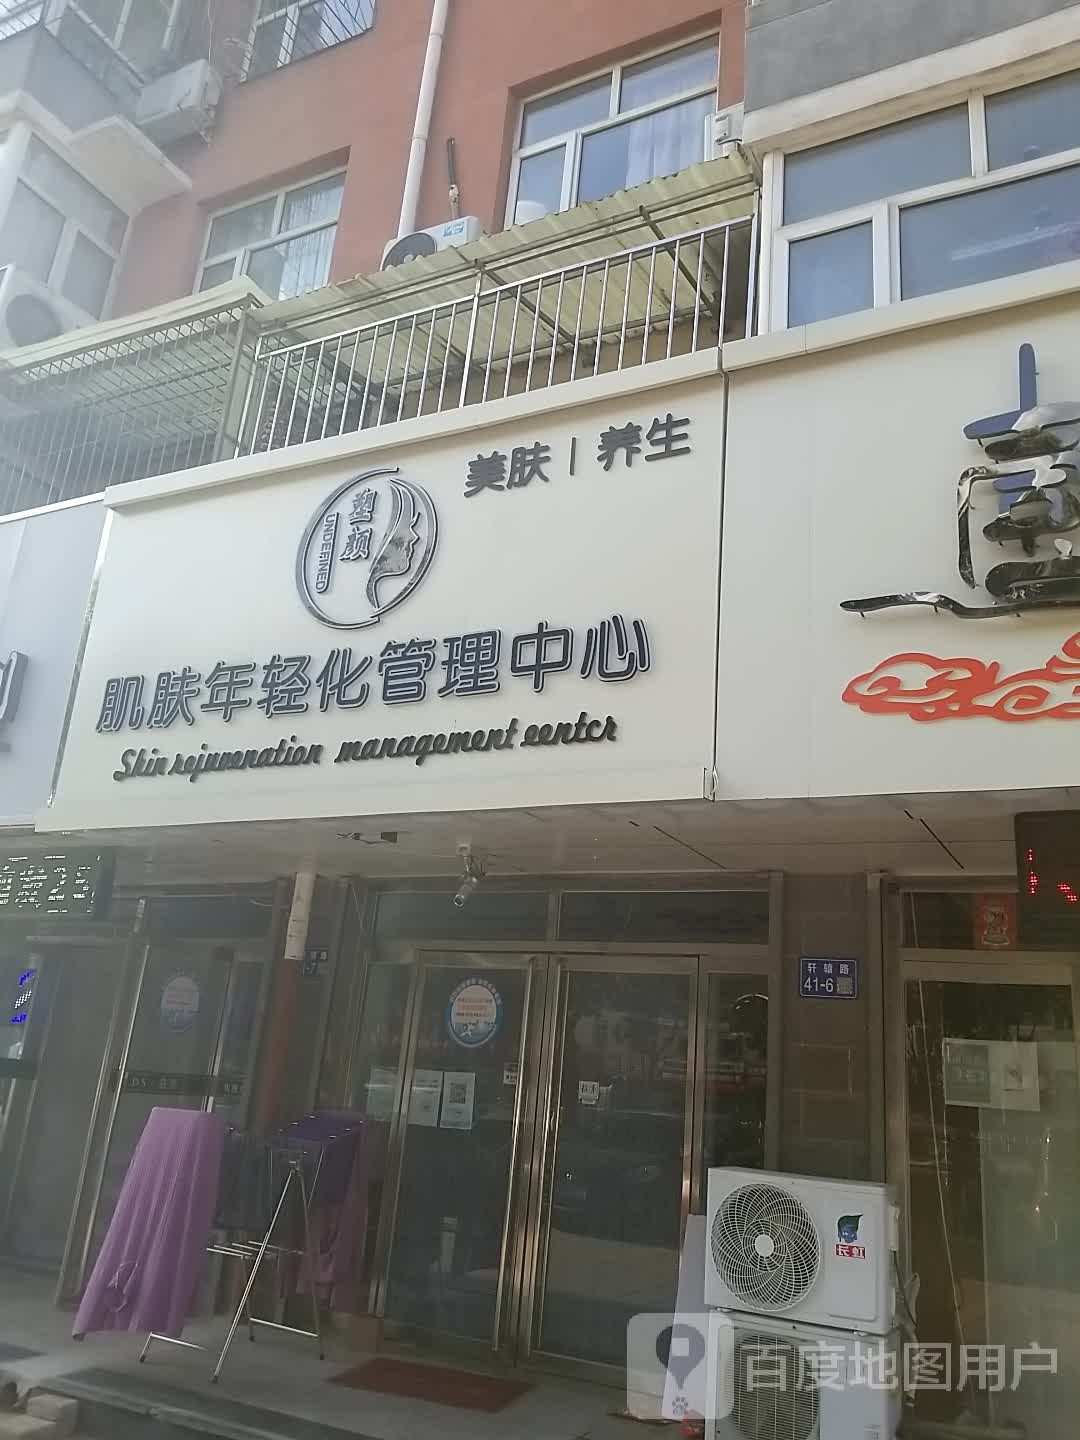 美肤 | 养生
塑颜
UNDEFINED
肌肤年轻化管理中心
Skin rejuvenation management eentcr
轩辕路
41-6
长虹
百度地图用户